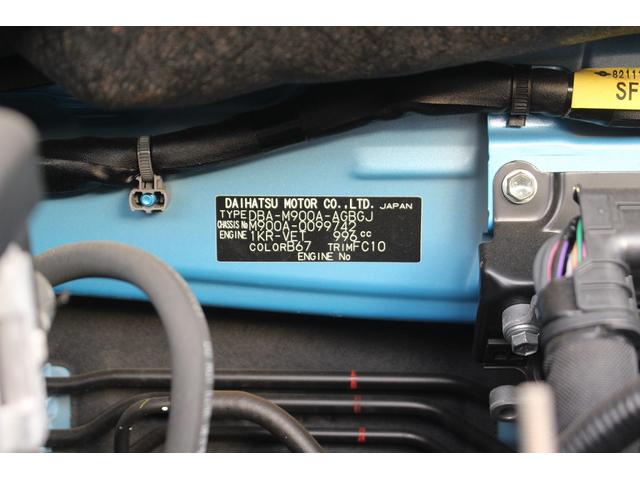 82111
SF
DAIHATSU MOTOR CO.,LTD. JAPAN
TYPE DBA-M900A-AGBGJ
CHASSIS No M900A-0099742
ENGINE 1KR-VET 996cc
COLOR B67 TRIM FC10
ENGINE No